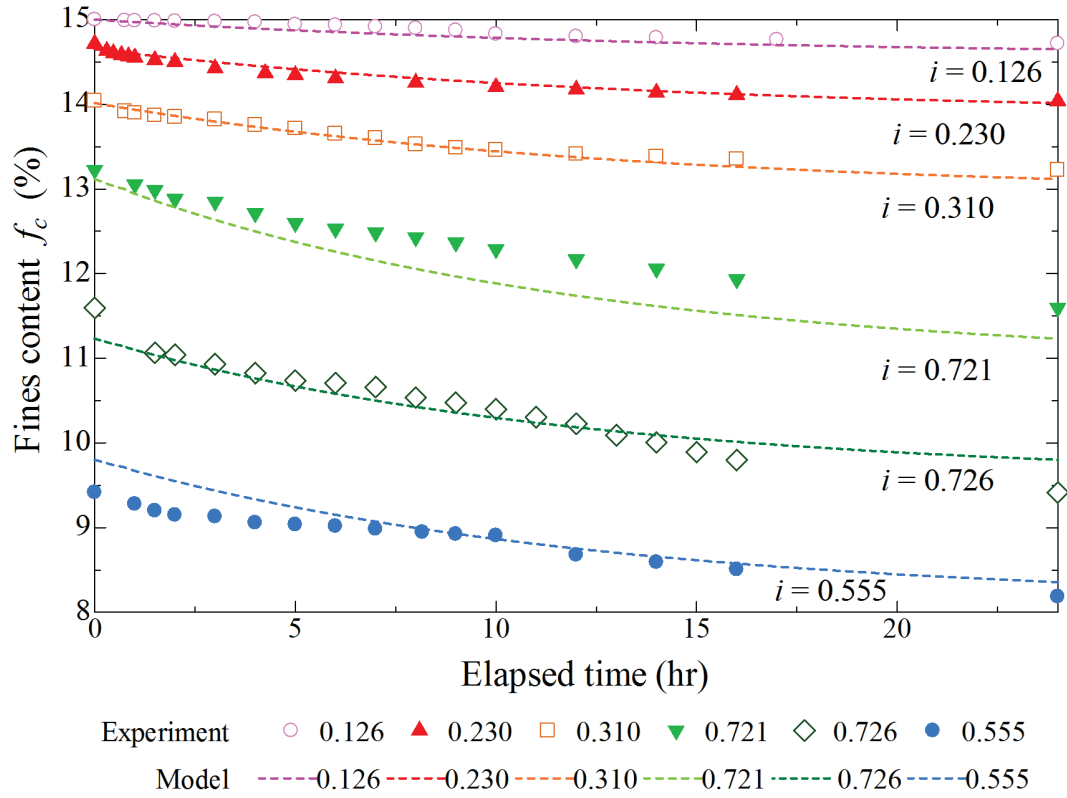 Fines content f_c (%)
15
14
13
12
11
10
9
8
i = 0.126
i = 0.230
i = 0.310
i = 0.721
i = 0.726
i = 0.555
0 5 10 15 20
Elapsed time (hr)
Experiment 0.126 0.230 0.310 0.721 0.726 0.555
Model 0.126 0.230 0.310 0.721 0.726 0.555